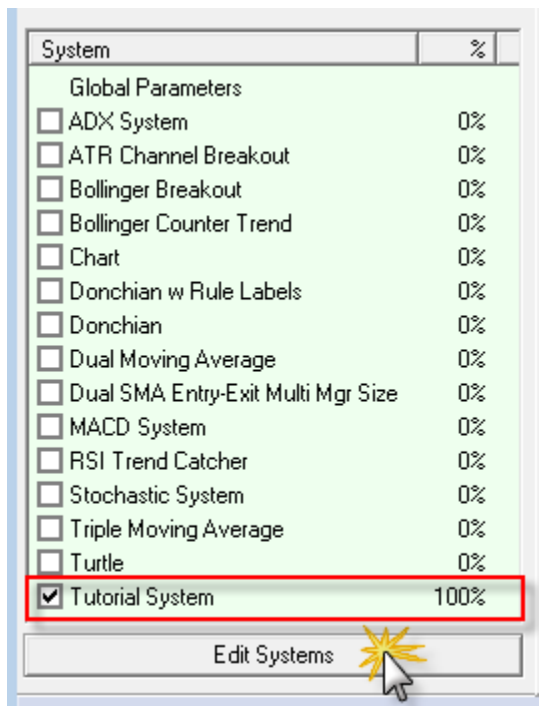 System %
Global Parameters
ADX System 0%
ATR Channel Breakout 0%
Bollinger Breakout 0%
Bollinger Counter Trend 0%
Chart 0%
Donchian w Rule Labels 0%
Donchian 0%
Dual Moving Average 0%
Dual SMA Entry-Exit Multi Mgr Size 0%
MACD System 0%
RSI Trend Catcher 0%
Stochastic System 0%
Triple Moving Average 0%
Turtle 0%
Tutorial System 100%
Edit Systems